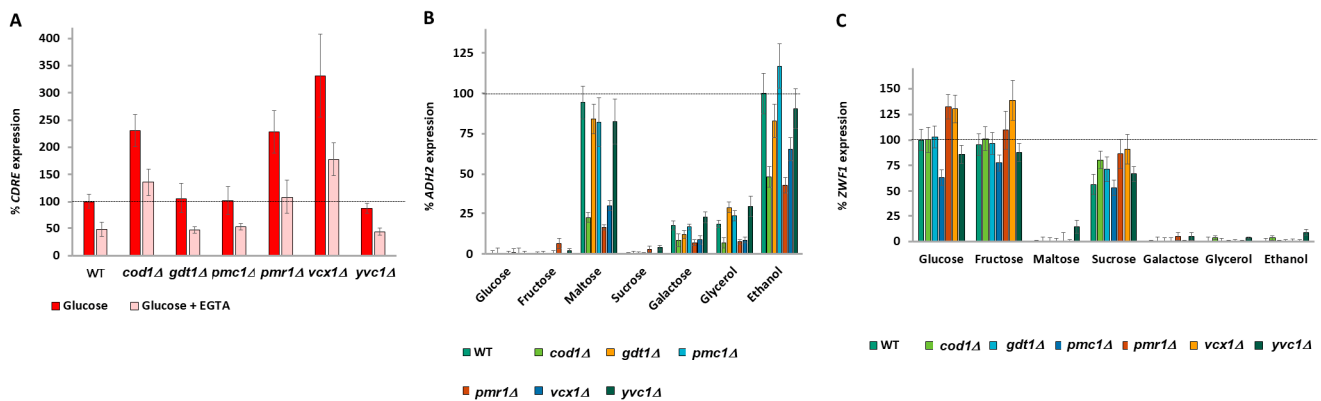 A
% CDRE expression
400
350
300
250
200
150
100
50
0
WT cod1Δ gdt1Δ pmc1Δ pmr1Δ vcx1Δ yvc1Δ
Glucose Glucose + EGTA
B
% ADH2 expression
125
100
75
50
25
0
Glucose Fructose Maltose Sucrose Galactose Glycerol Ethanol
WT cod1Δ gdt1Δ pmc1Δ
pmr1Δ vcx1Δ yvc1Δ
C
% ZWF1 expression
150
125
100
75
50
25
0
Glucose Fructose Maltose Sucrose Galactose Glycerol Ethanol
WT cod1Δ gdt1Δ pmc1Δ pmr1Δ vcx1Δ yvc1Δ